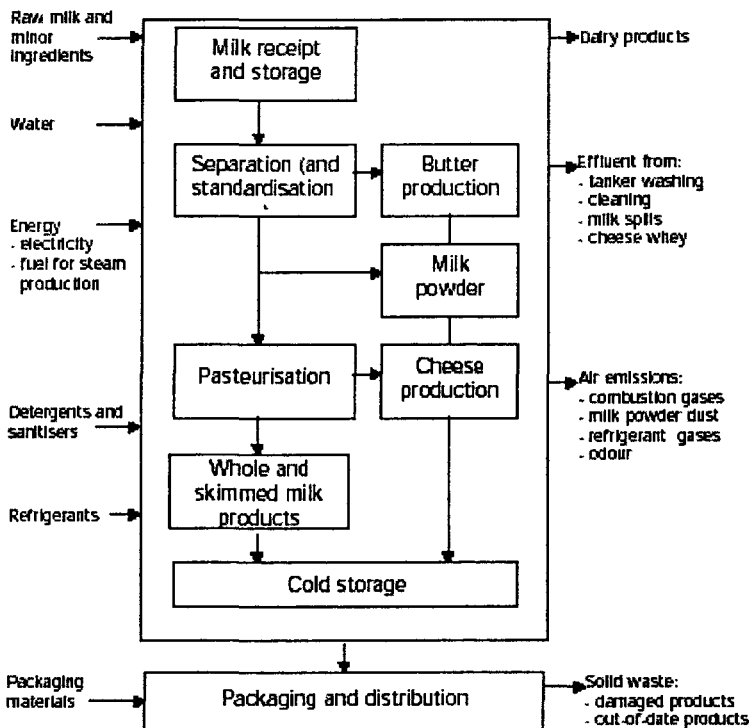 Raw milk and
minor
ingredients
Water
Energy
- electricity
- fuel for steam
production
Detergents and
sanitisers
Refrigerants
Packaging
materials
Milk receipt
and storage
Separation (and
standardisation
Butter
production
Milk
powder
Pasteurisation
Cheese
production
Whole and
skimmed milk
products
Cold storage
Packaging and distribution
Dairy products
Effluent from:
- tanker washing
- cleaning
- milk spills
- cheese whey
Air emissions:
- combustion gases
- milk powder dust
- refrigerant gases
- odour
Solid waste:
- damaged products
- out-of-date products